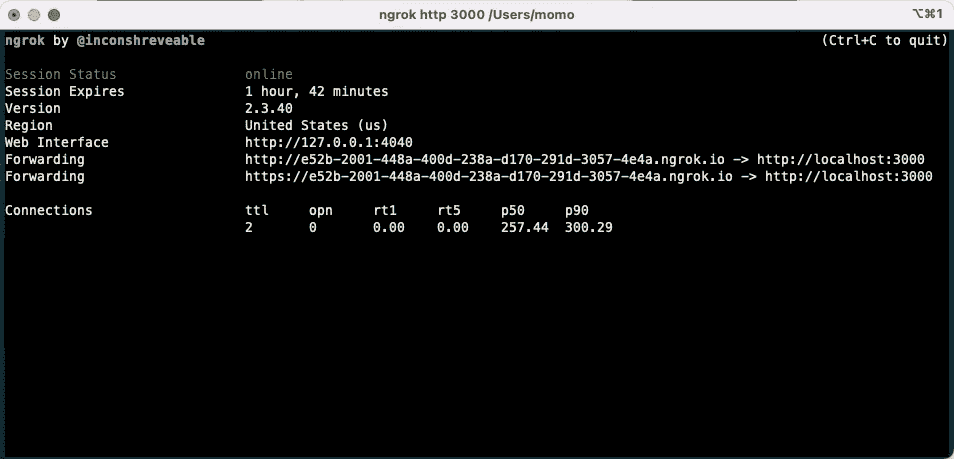 ngrok http 3000 /Users/momo ⌥⌘1
ngrok by @inconshreveable (Ctrl+C to quit)
Session Status online
Session Expires 1 hour, 42 minutes
Version 2.3.40
Region United States (us)
Web Interface http://127.0.0.1:4040
Forwarding http://e52b-2001-448a-400d-238a-d170-291d-3057-4e4a.ngrok.io -> http://localhost:3000
Forwarding https://e52b-2001-448a-400d-238a-d170-291d-3057-4e4a.ngrok.io -> http://localhost:3000
Connections ttl opn rt1 rt5 p50 p90
2 0 0.00 0.00 257.44 300.29